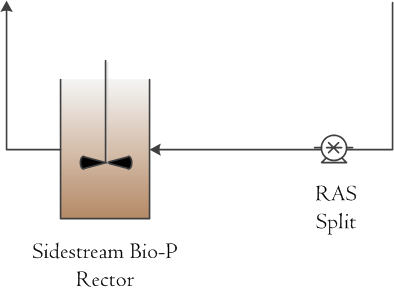 RAS
Split
Sidestream Bio-P
Rector